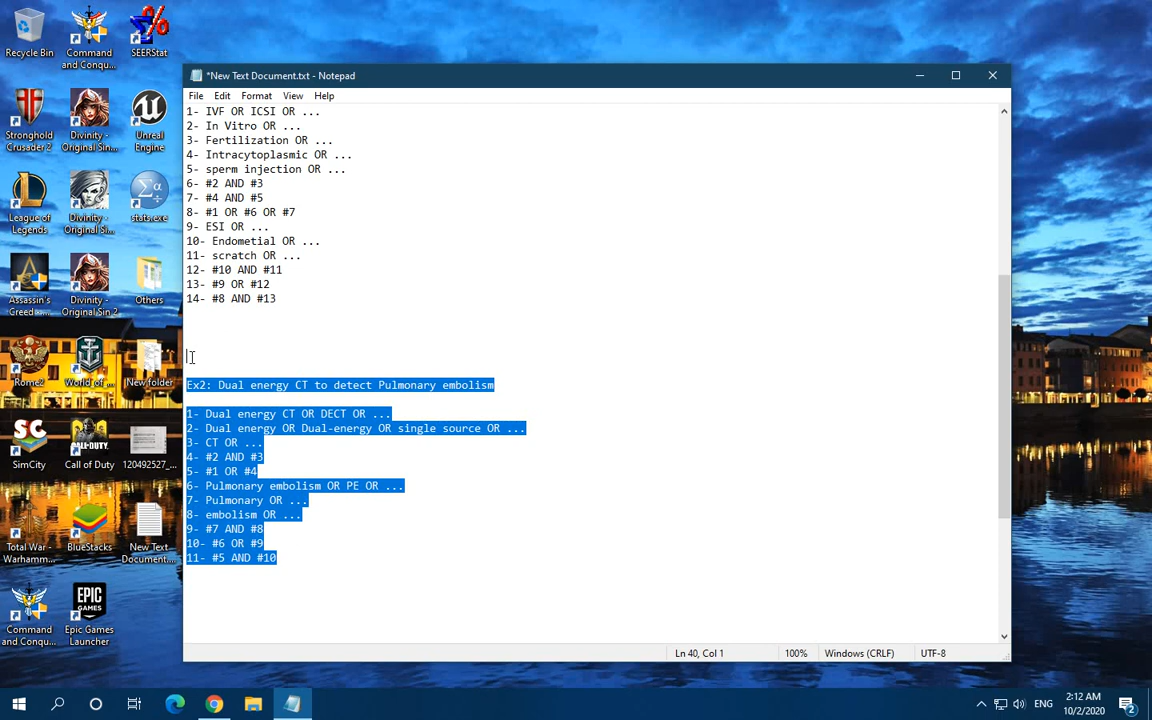 Recycle Bin
Command
and Conqu...
SEERStat
Stronghold
Crusader 2
Divinity -
Original Sin...
Unreal
Engine
League of
Legends
Divinity -
Original Si...
stats.exe
Assassin's
Creed - ...
Divinity -
Original Sin 2
Others
Rome2
World_of_...
New folder
SimCity
Call of Duty
120492527_...
Total War -
Warhamm...
BlueStacks
New Text
Document....
Command
and Conqu...
Epic Games
Launcher
*New Text Document.txt - Notepad
File Edit Format View Help
1- IVF OR ICSI OR ...
2- In Vitro OR ...
3- Fertilization OR ...
4- Intracytoplasmic OR ...
5- sperm injection OR ...
6- #2 AND #3
7- #4 AND #5
8- #1 OR #6 OR #7
9- ESI OR ...
10- Endometial OR ...
11- scratch OR ...
12- #10 AND #11
13- #9 OR #12
14- #8 AND #13
Ex2: Dual energy CT to detect Pulmonary embolism
1- Dual energy CT OR DECT OR ...
2- Dual energy OR Dual-energy OR single source OR ...
3- CT OR ...
4- #2 AND #3
5- #1 OR #4
6- Pulmonary embolism OR PE OR ...
7- Pulmonary OR ...
8- embolism OR ...
9- #7 AND #8
10- #6 OR #9
11- #5 AND #10
Ln 40, Col 1 100% Windows (CRLF) UTF-8
ENG
2:12 AM
10/2/2020
2